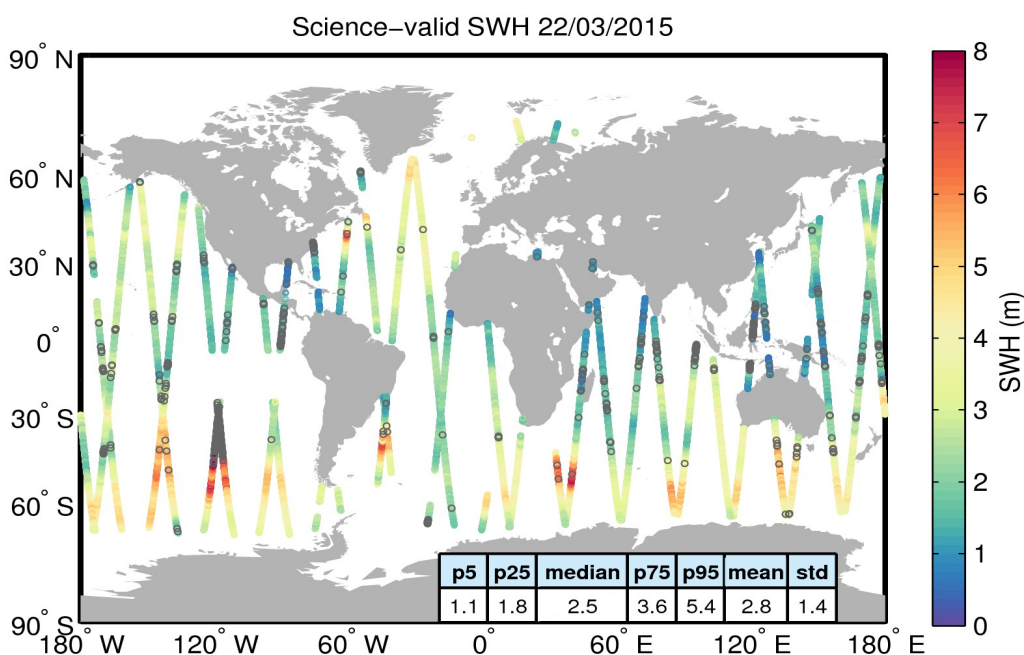 Science−valid SWH 22/03/2015
90° N
60° N
30° N
0°
30° S
60° S
90° S
180° W 120° W 60° W 0° 60° E 120° E 180° E
p5 p25 median p75 p95 mean std
1.1 1.8 2.5 3.6 5.4 2.8 1.4
8
7
6
5
4
3
2
1
0
SWH (m)